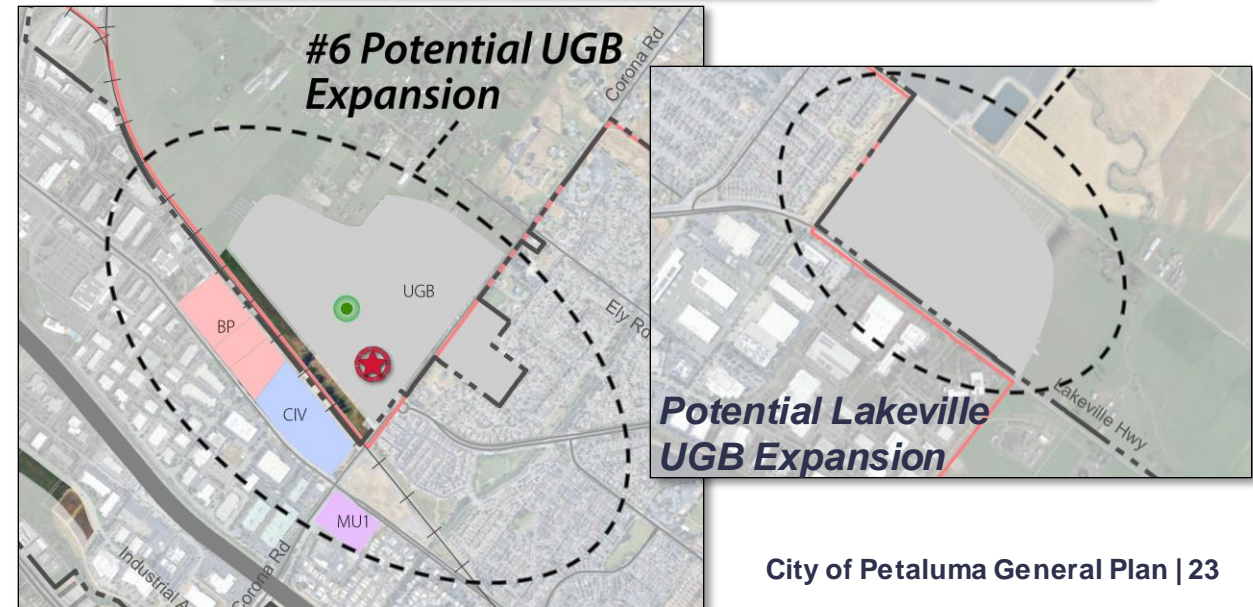 #6 Potential UGB
Expansion
Corona Rd
UGB
Ely Rd
BP
CIV
MU1
Industrial A
Corona Rd
Potential Lakeville
UGB Expansion
Lakeville Hwy
City of Petaluma General Plan | 23